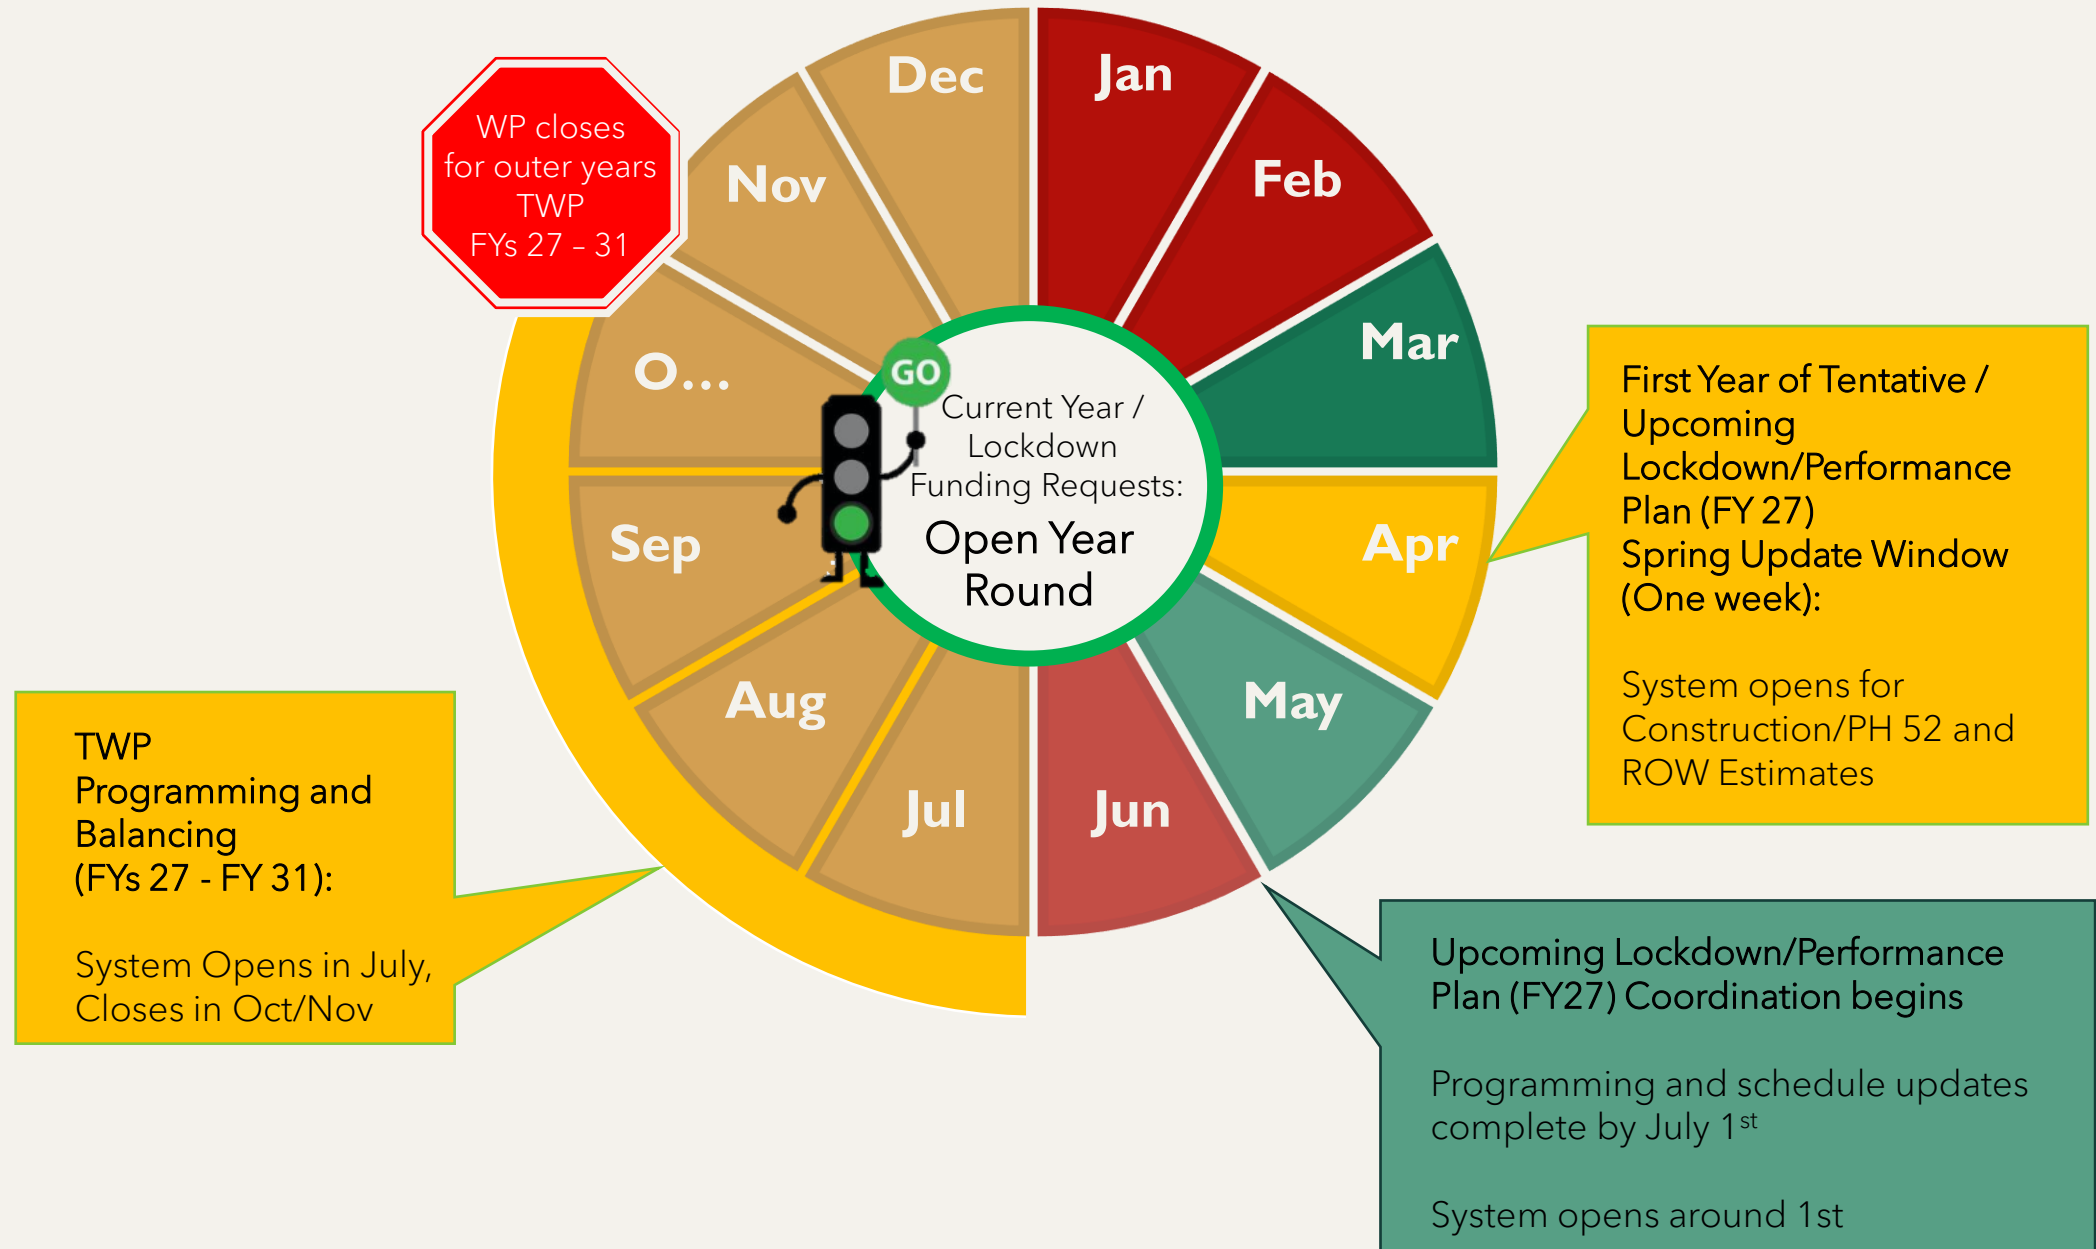 WP closes
for outer years
TWP
FYs 27 – 31
Dec
Jan
Nov
Feb
O...
Mar
Sep
Apr
Aug
May
Jul
Jun
GO
Current Year /
Lockdown
Funding Requests:
Open Year
Round
First Year of Tentative /
Upcoming
Lockdown/Performance
Plan (FY 27)
Spring Update Window
(One week):
System opens for
Construction/PH 52 and
ROW Estimates
TWP
Programming and
Balancing
(FYs 27 - FY 31):
System Opens in July,
Closes in Oct/Nov
Upcoming Lockdown/Performance
Plan (FY27) Coordination begins
Programming and schedule updates
complete by July 1st
System opens around 1st